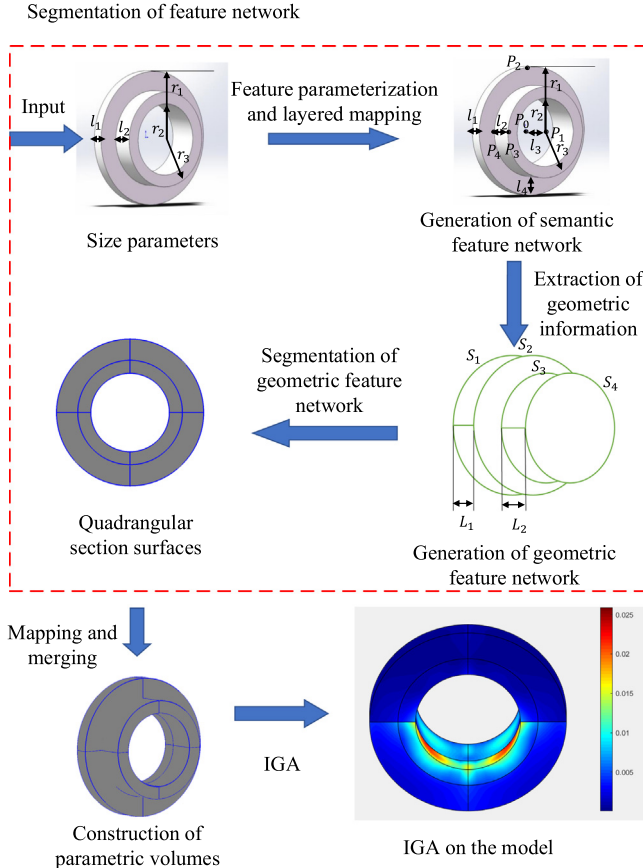 Segmentation of feature network
Input
l₁
l₂
r₁
r₂
r₃
Size parameters
Feature parameterization
and layered mapping
P₂
r₁
l₁
l₂
r₂
P₀
P₁
P₄
P₃
l₃
r₃
l₄
Generation of semantic
feature network
Extraction of
geometric
information
S₁
S₂
S₃
S₄
L₁
L₂
Generation of geometric
feature network
Segmentation of
geometric feature
network
Quadrangular
section surfaces
Mapping and
merging
Construction of
parametric volumes
IGA
0.025
0.02
0.015
0.01
0.005
IGA on the model